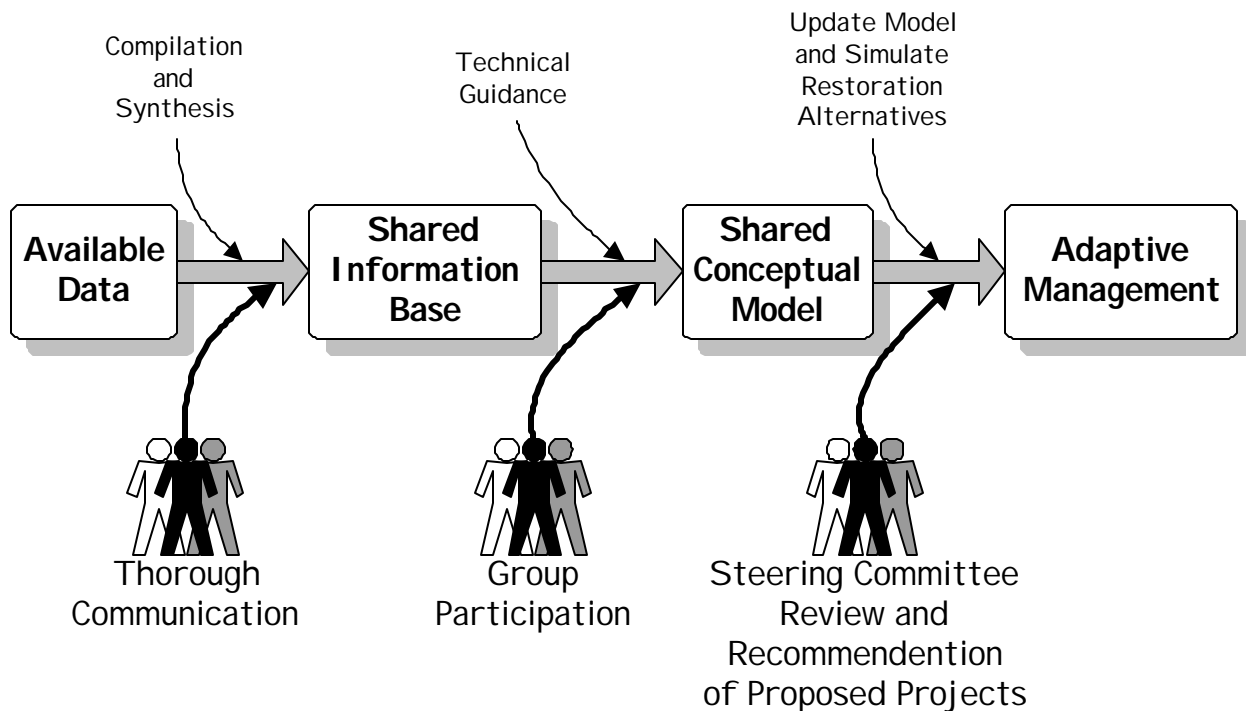 Compilation
and
Synthesis
Technical
Guidance
Update Model
and Simulate
Restoration
Alternatives
Available
Data
Shared
Information
Base
Shared
Conceptual
Model
Adaptive
Management
Thorough
Communication
Group
Participation
Steering Committee
Review and
Recommendention
of Proposed Projects